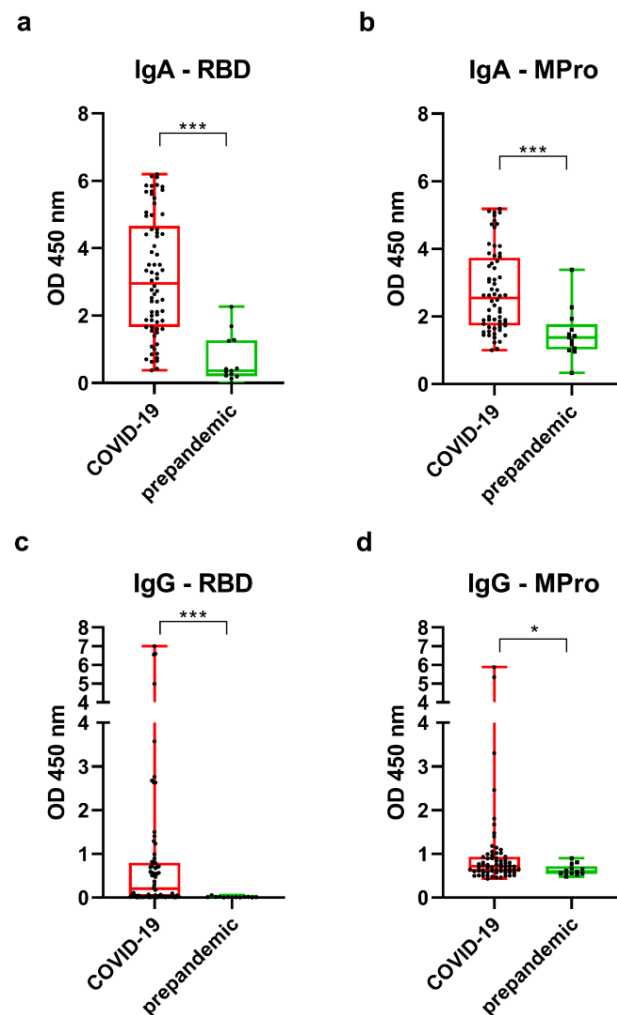 a
IgA - RBD
OD 450 nm
8
6
4
2
0
***
COVID-19
prepandemic
b
IgA - MPro
OD 450 nm
8
6
4
2
0
***
COVID-19
prepandemic
c
IgG - RBD
OD 450 nm
8
7
6
5
4
4
3
2
1
0
***
COVID-19
prepandemic
d
IgG - MPro
OD 450 nm
8
7
6
5
4
4
3
2
1
0
*
COVID-19
prepandemic